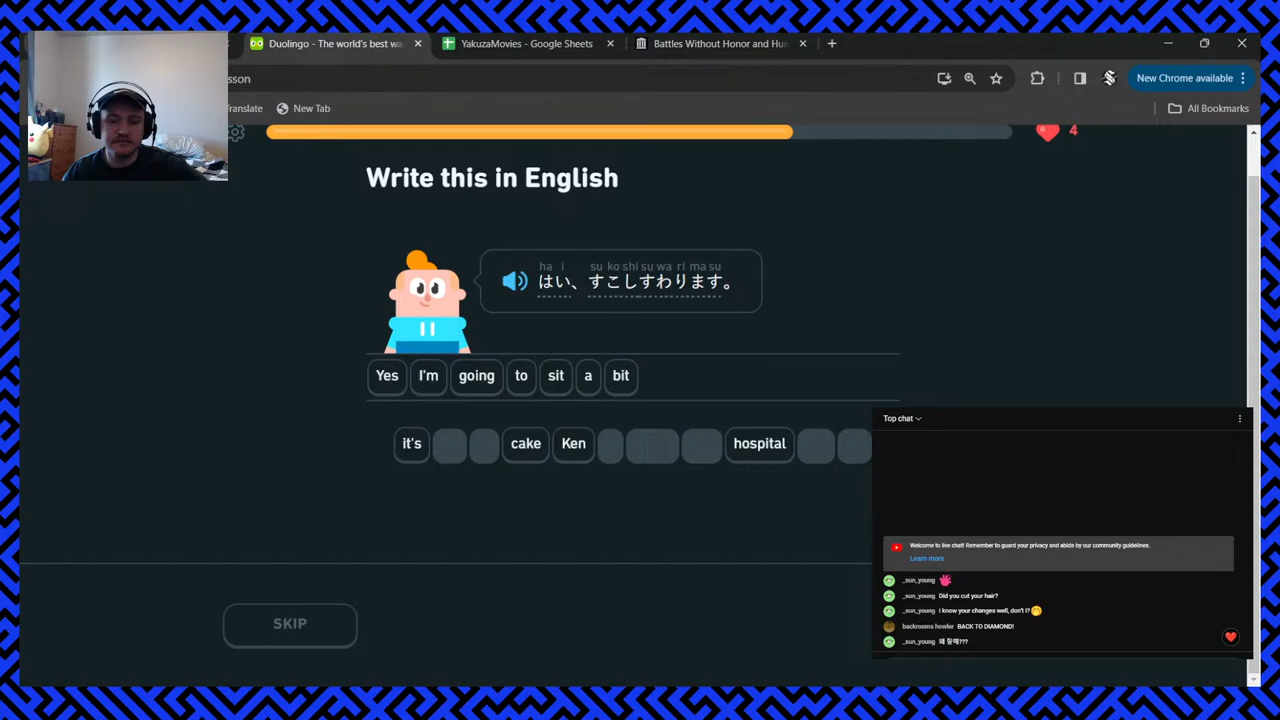 Duolingo - The world's best wa
YakuzaMovies - Google Sheets
Battles Without Honor and Hun
esson
New Chrome available
Translate
New Tab
All Bookmarks
4
Write this in English
ha i su ko shi su wa ri ma su
はい、すこしすわります。
Yes I'm going to sit a bit
it's cake Ken hospital
SKIP
Top chat
Welcome to live chat! Remember to guard your privacy and abide by our community guidelines.
Learn more
_sun_young
_sun_young Did you cut your hair?
_sun_young I know your changes well, don't I?
backrooms howler BACK TO DIAMOND!
_sun_young 왜 잘해???